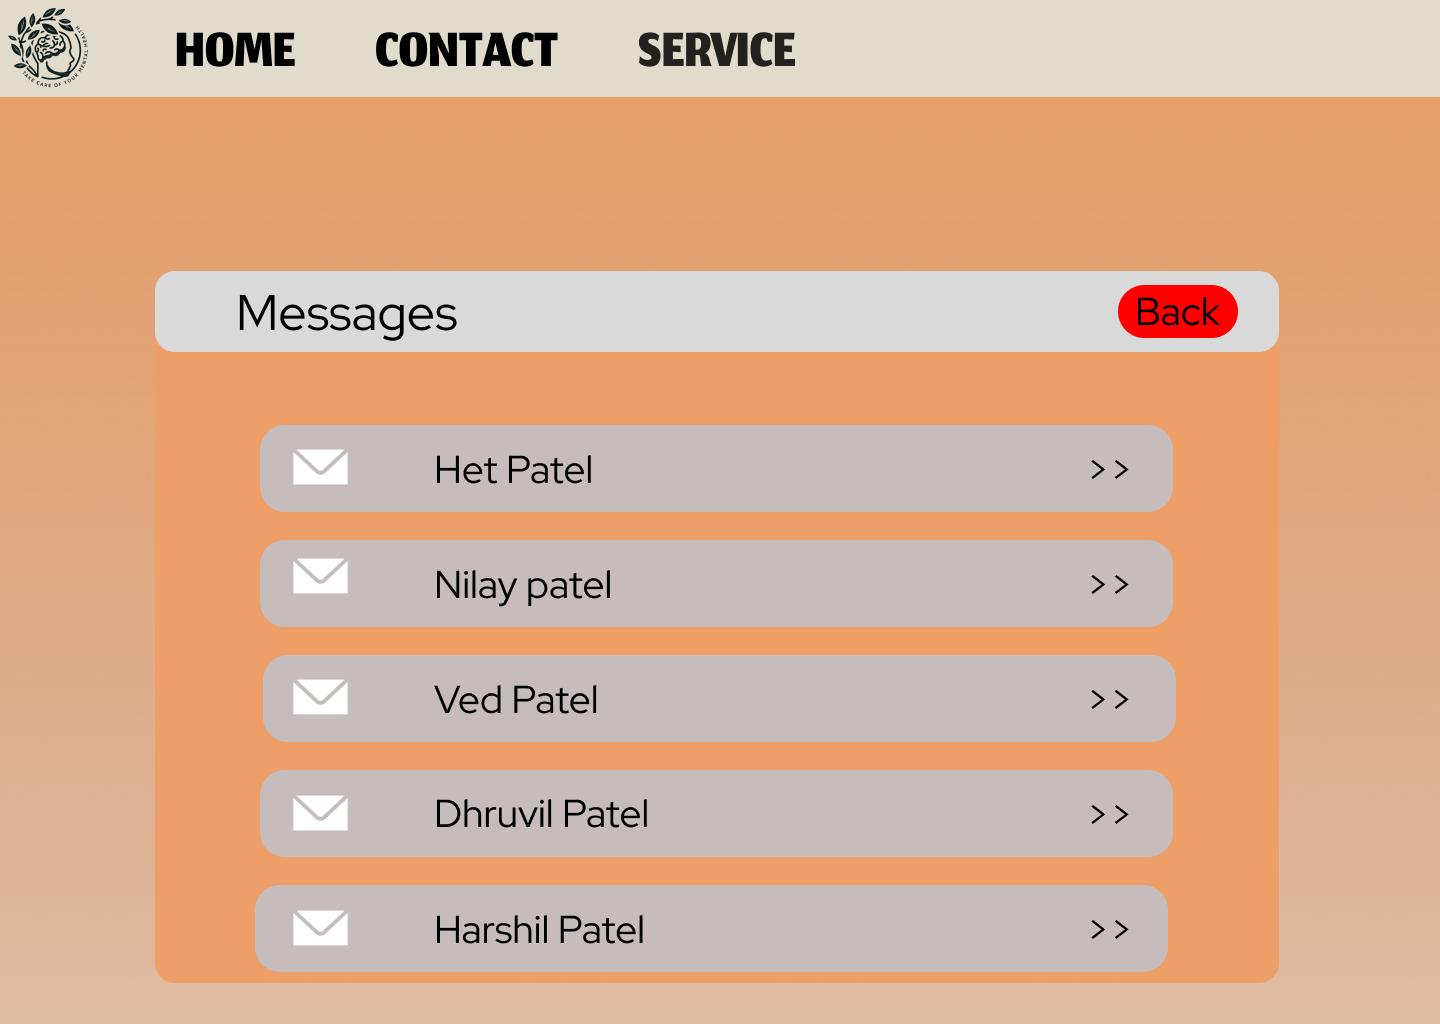 HOME CONTACT SERVICE
TAKE CARE OF YOUR MENTAL HEALTH
Messages Back
Het Patel >>
Nilay patel >>
Ved Patel >>
Dhruvil Patel >>
Harshil Patel >>